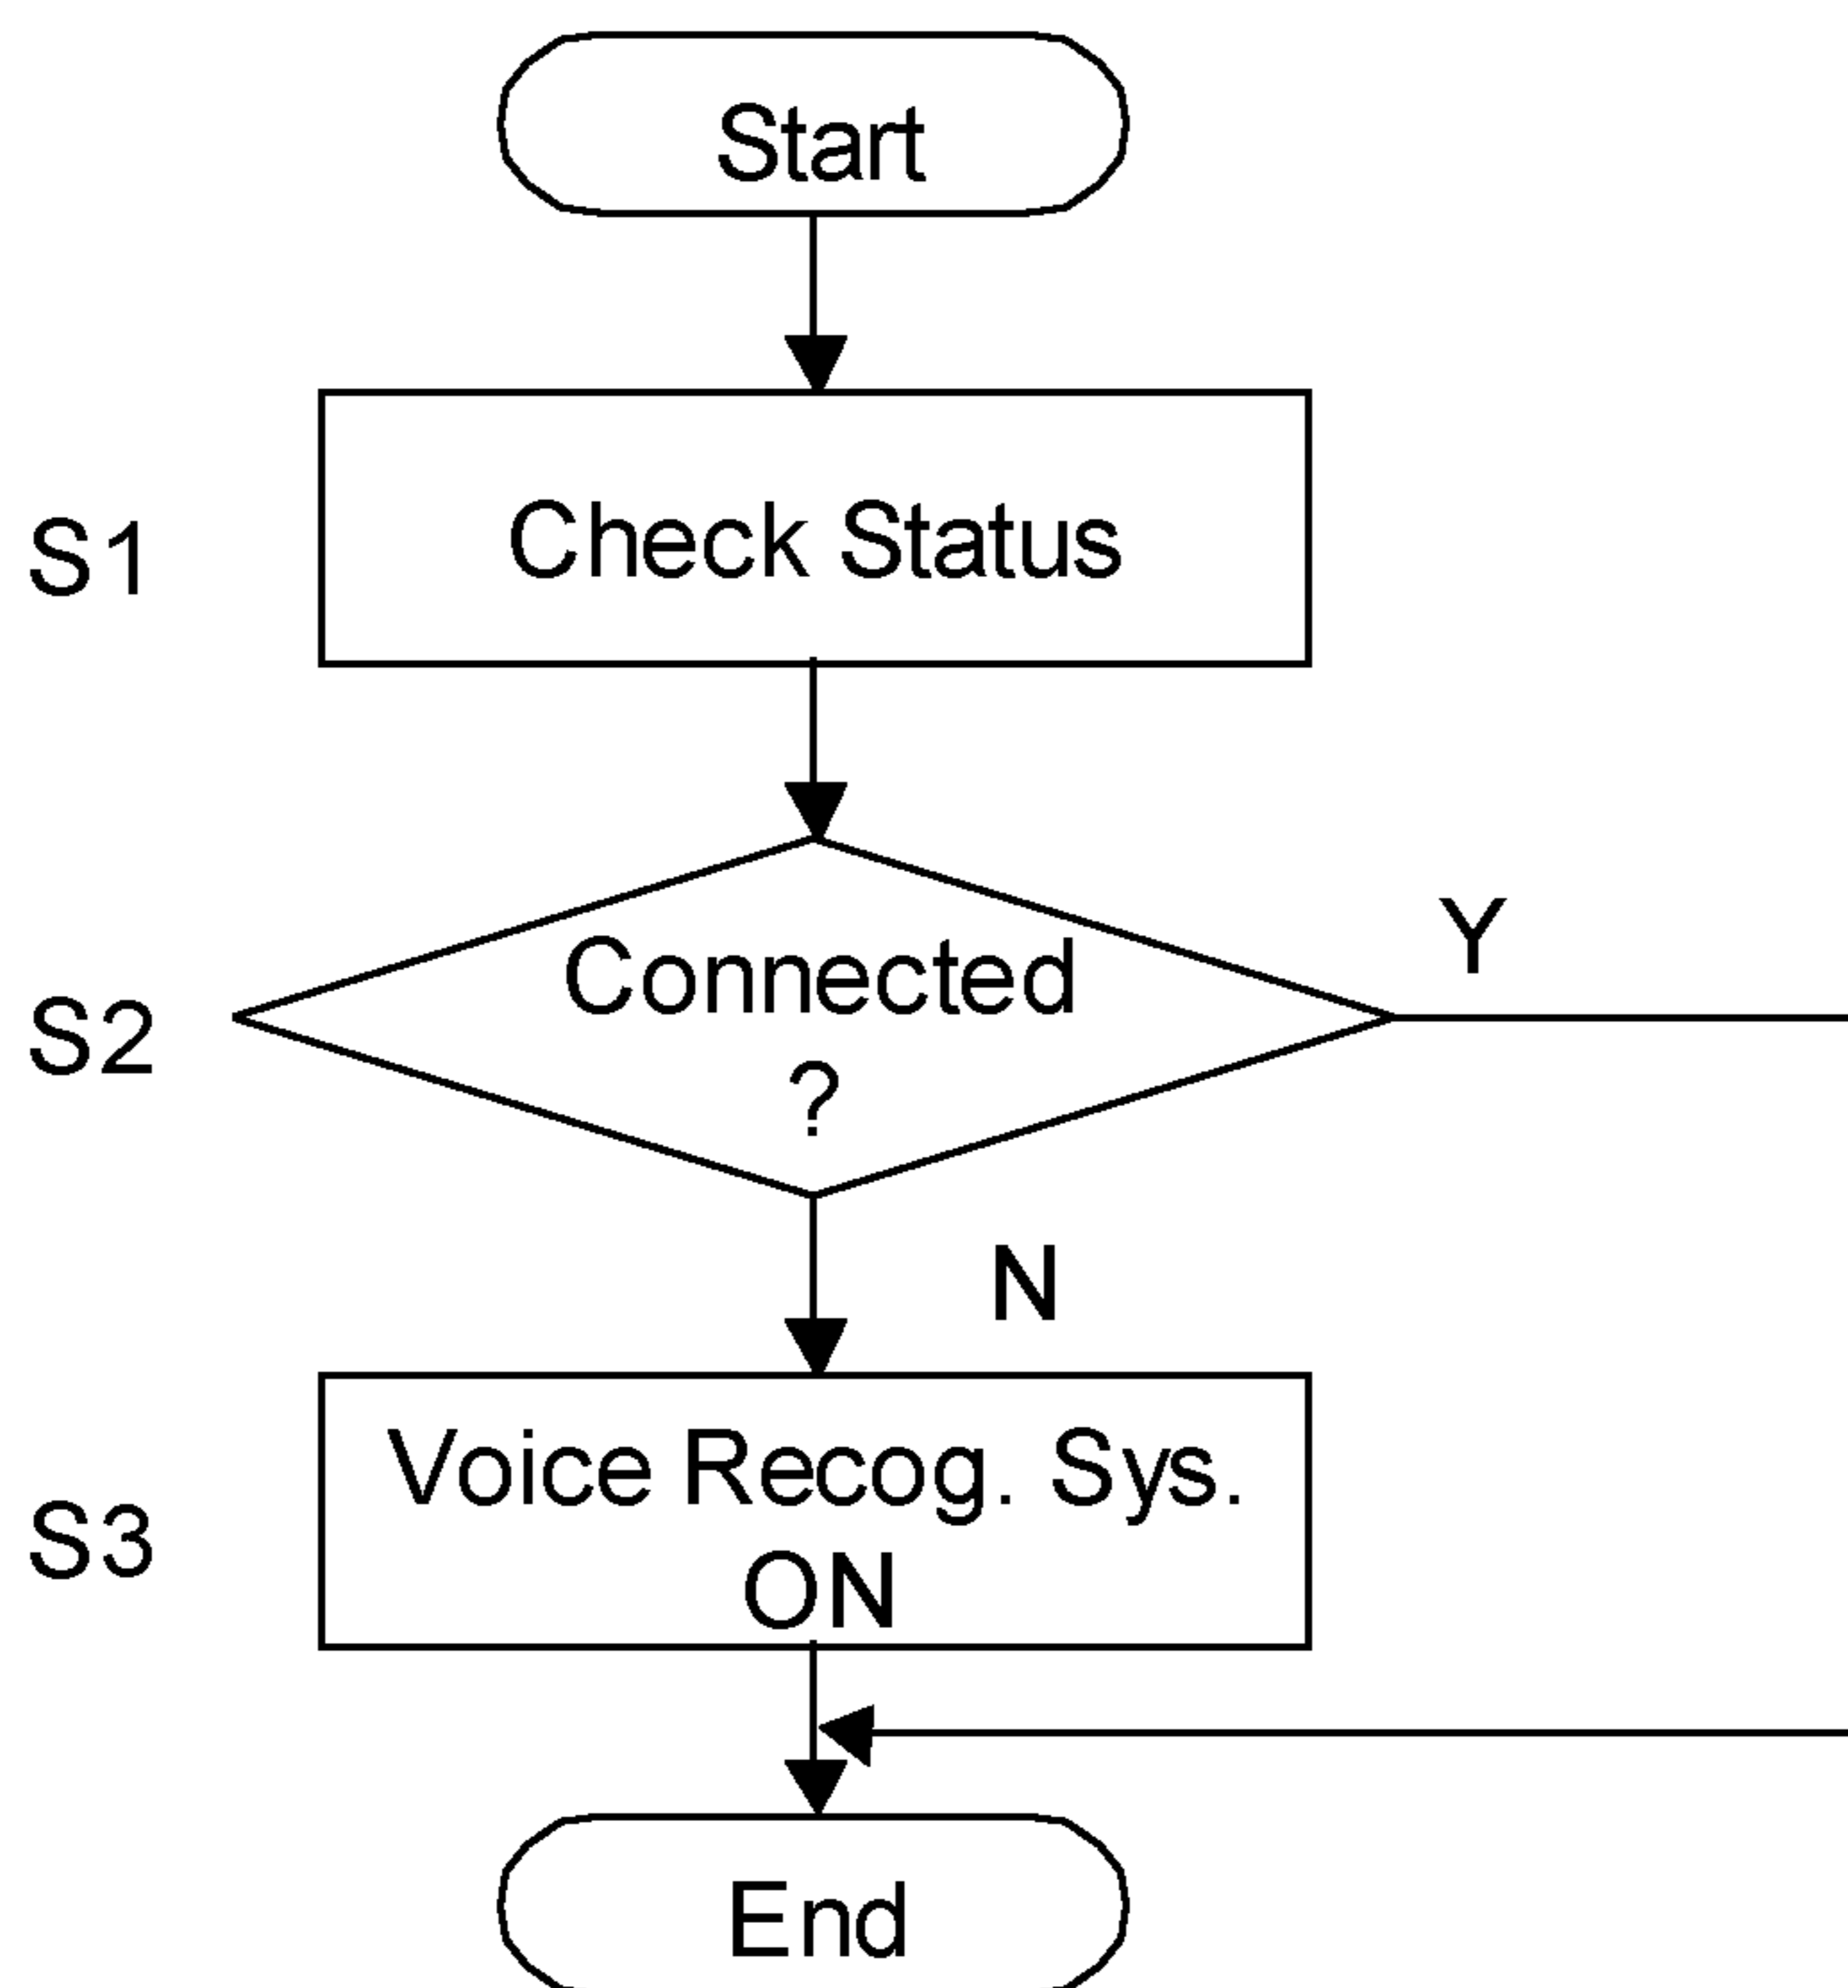 Start
S1
Check Status
S2
Connected
?
Y
N
S3
Voice Recog. Sys.
ON
End